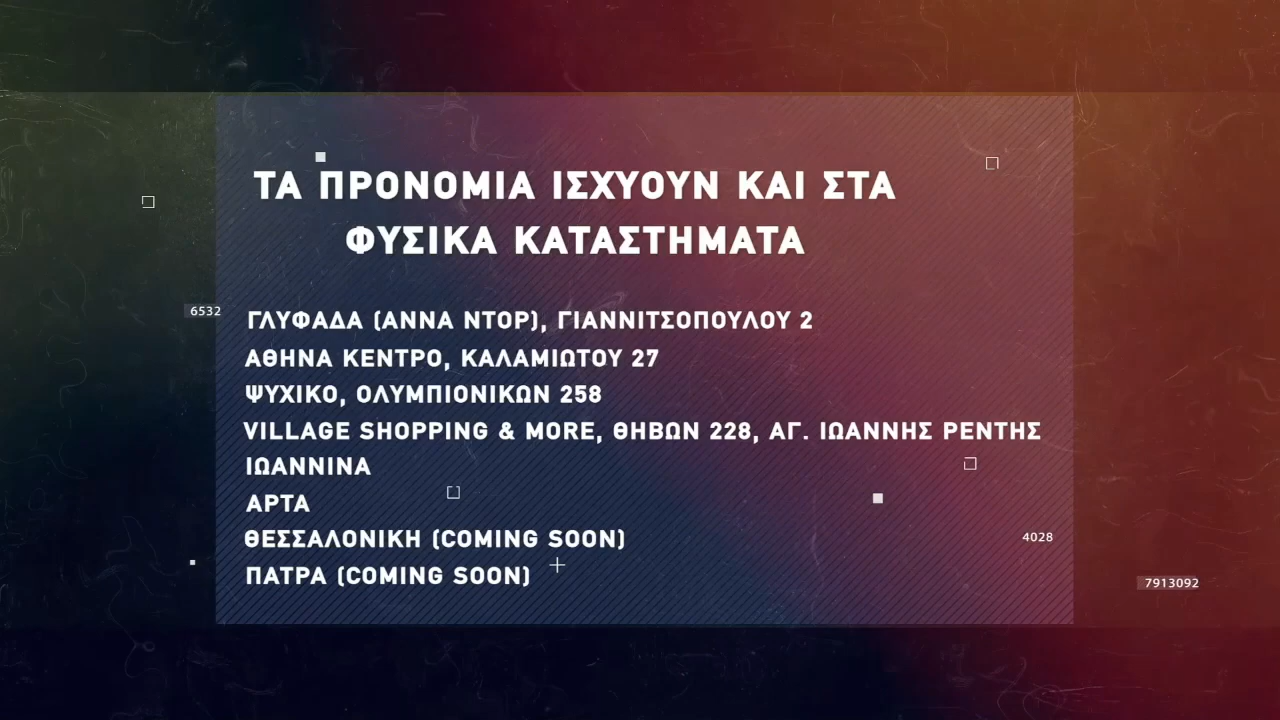 ΤΑ ΠΡΟΝΟΜΙΑ ΙΣΧΥΟΥΝ ΚΑΙ ΣΤΑ
ΦΥΣΙΚΑ ΚΑΤΑΣΤΗΜΑΤΑ
6532
ΓΛΥΦΑΔΑ (ΑΝΝΑ ΝΤΟΡ), ΓΙΑΝΝΙΤΣΟΠΟΥΛΟΥ 2
ΑΘΗΝΑ ΚΕΝΤΡΟ, ΚΑΛΑΜΙΩΤΟΥ 27
ΨΥΧΙΚΟ, ΟΛΥΜΠΙΟΝΙΚΩΝ 258
VILLAGE SHOPPING & MORE, ΘΗΒΩΝ 228, ΑΓ. ΙΩΑΝΝΗΣ ΡΕΝΤΗΣ
ΙΩΑΝΝΙΝΑ
ΑΡΤΑ
ΘΕΣΣΑΛΟΝΙΚΗ (COMING SOON)
4028
ΠΑΤΡΑ (COMING SOON)
7913092